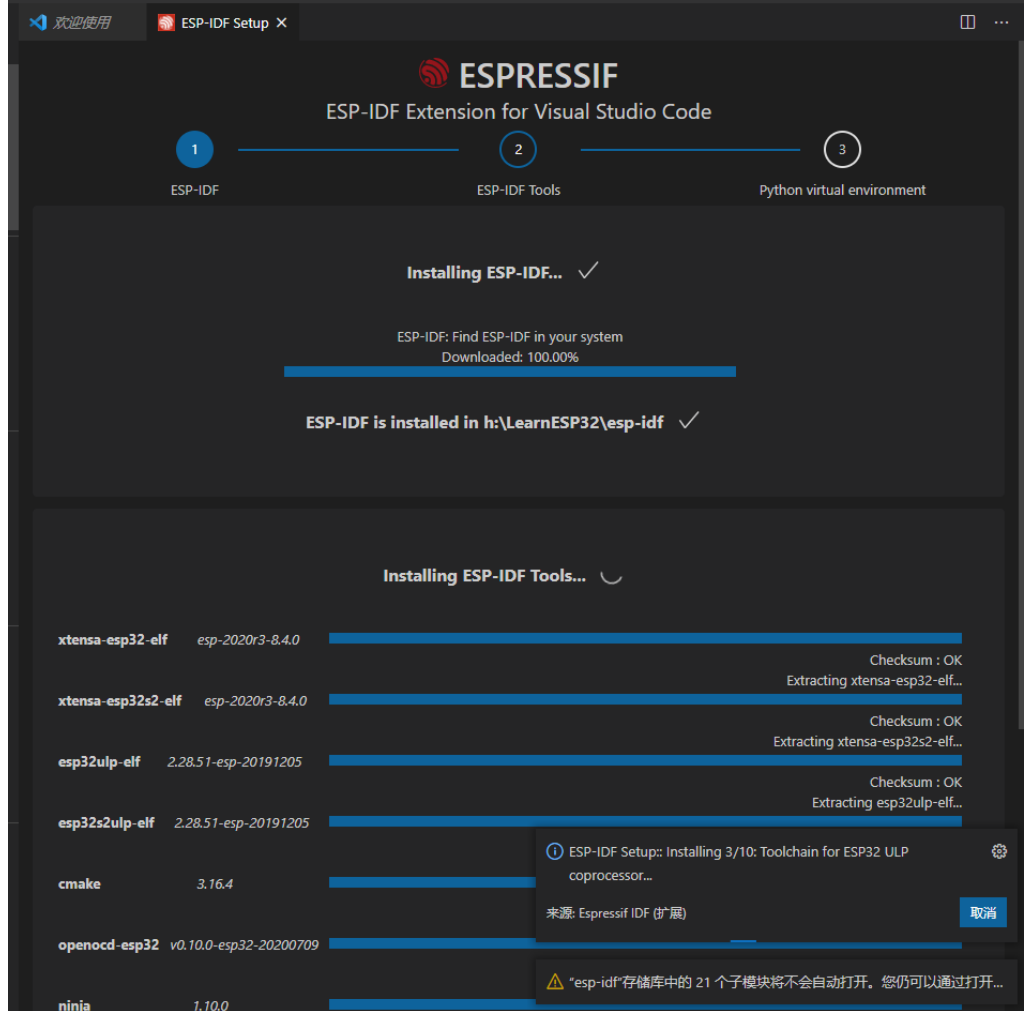 欢迎使用
ESP-IDF Setup
ESPRESSIF
ESP-IDF Extension for Visual Studio Code
1
2
3
ESP-IDF
ESP-IDF Tools
Python virtual environment
Installing ESP-IDF...
ESP-IDF: Find ESP-IDF in your system
Downloaded: 100.00%
ESP-IDF is installed in h:\LearnESP32\esp-idf
Installing ESP-IDF Tools...
xtensa-esp32-elf esp-2020r3-8.4.0
Checksum : OK
Extracting xtensa-esp32-elf...
xtensa-esp32s2-elf esp-2020r3-8.4.0
Checksum : OK
Extracting xtensa-esp32s2-elf...
esp32ulp-elf 2.28.51-esp-20191205
Checksum : OK
Extracting esp32ulp-elf...
esp32s2ulp-elf 2.28.51-esp-20191205
cmake 3.16.4
openocd-esp32 v0.10.0-esp32-20200709
ninja 1.10.0
ESP-IDF Setup:: Installing 3/10: Toolchain for ESP32 ULP
coprocessor...
来源: Espressif IDF (扩展)
取消
"esp-idf"存储库中的 21 个子模块将不会自动打开。您仍可以通过打开...